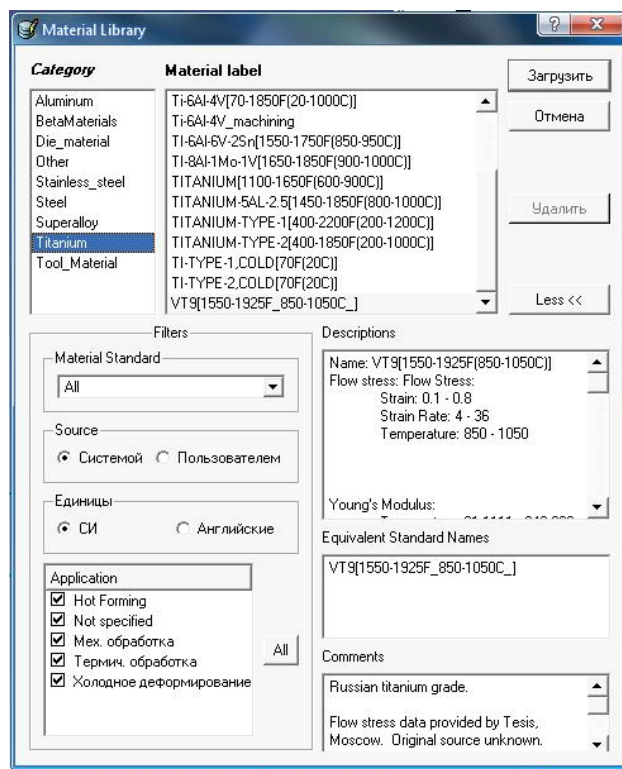 Material Library
Category
Material label
Aluminum
BetaMaterials
Die_material
Other
Stainless_steel
Steel
Superalloy
Titanium
Tool_Material
Ti-6Al-4V[70-1850F(20-1000C)]
Ti-6Al-4V_machining
TI-6Al-6V-2Sn[1550-1750F(850-950C)]
TI-8Al-1Mo-1V[1650-1850F(900-1000C)]
TITANIUM[1100-1650F(600-900C)]
TITANIUM-5AL-2.5[1450-1850F(800-1000C)]
TITANIUM-TYPE-1[400-2200F(200-1200C)]
TITANIUM-TYPE-2[400-1850F(200-1000C)]
TI-TYPE-1,COLD[70F(20C)]
TI-TYPE-2,COLD[70F(20C)]
VT9[1550-1925F_850-1050C_]
Загрузить
Отмена
Удалить
Less <<
Filters
Material Standard
All
Source
Системой
Пользователем
Единицы
СИ
Английские
Application
Hot Forming
Not specified
Мех. обработка
Термич. обработка
Холодное деформирование
All
Descriptions
Name: VT9[1550-1925F(850-1050C)]
Flow stress: Flow Stress:
Strain: 0.1 - 0.8
Strain Rate: 4 - 36
Temperature: 850 - 1050
Young's Modulus:
Equivalent Standard Names
VT9[1550-1925F_850-1050C_]
Comments
Russian titanium grade.
Flow stress data provided by Tesis,
Moscow. Original source unknown.